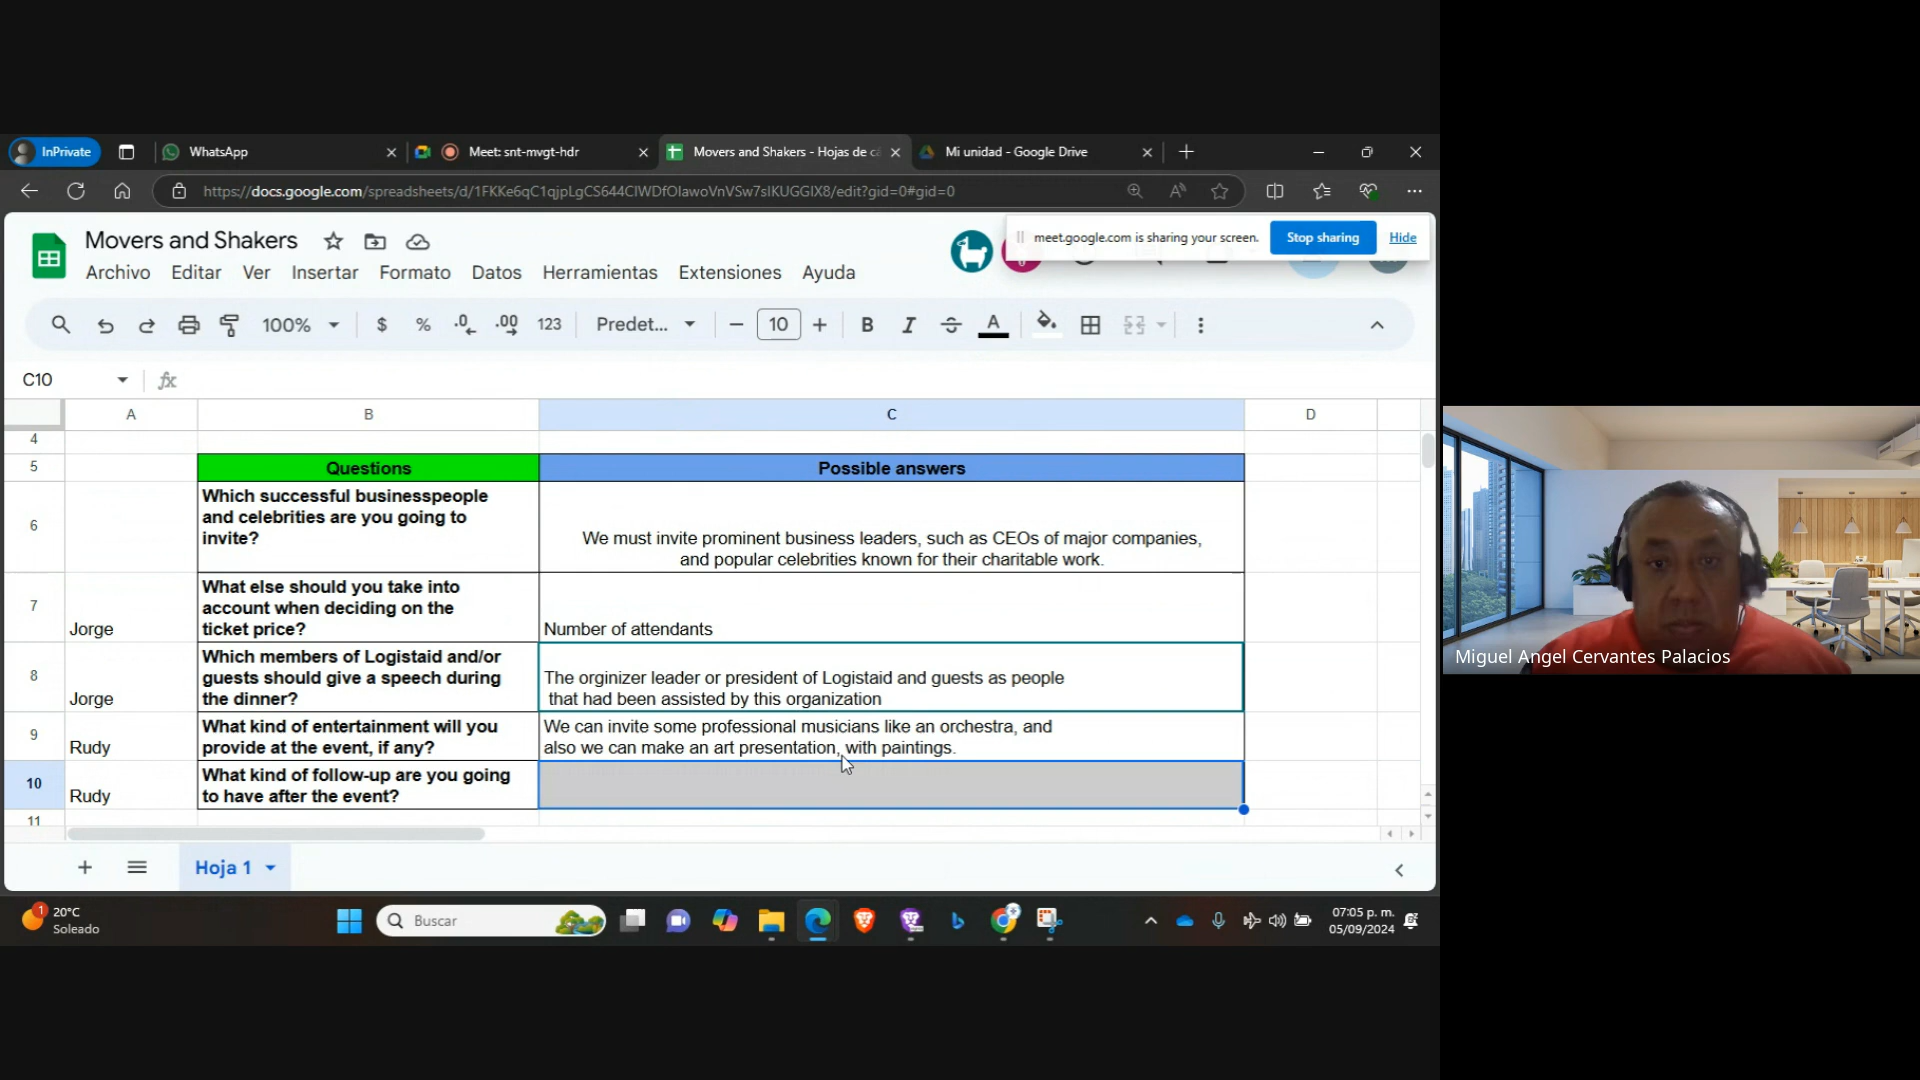 InPrivate
WhatsApp
Meet: snt-mvgt-hdr
Movers and Shakers - Hojas de cá
Mi unidad - Google Drive
https://docs.google.com/spreadsheets/d/1FKKe6qC1qjpLgCS644ClWDfOlawoVnVSw7slKUGGlX8/edit?gid=0#gid=0
Movers and Shakers
meet.google.com is sharing your screen. Stop sharing Hide
Archivo Editar Ver Insertar Formato Datos Herramientas Extensiones Ayuda
100% $ % .0 .00 123 Predet... 10 B I A
C10 fx
A B C D
4
5 Questions Possible answers
6 Which successful businesspeople
and celebrities are you going to
invite?
We must invite prominent business leaders, such as CEOs of major companies,
and popular celebrities known for their charitable work.
7 Jorge What else should you take into
account when deciding on the
ticket price?
Number of attendants
8 Jorge Which members of Logistaid and/or
guests should give a speech during
the dinner?
The orginizer leader or president of Logistaid and guests as people
that had been assisted by this organization
9 Rudy What kind of entertainment will you
provide at the event, if any?
We can invite some professional musicians like an orchestra, and
also we can make an art presentation, with paintings.
10 Rudy What kind of follow-up are you going
to have after the event?
11
Hoja 1
1
20°C
Soleado
Buscar
07:05 p. m.
05/09/2024
Miguel Angel Cervantes Palacios